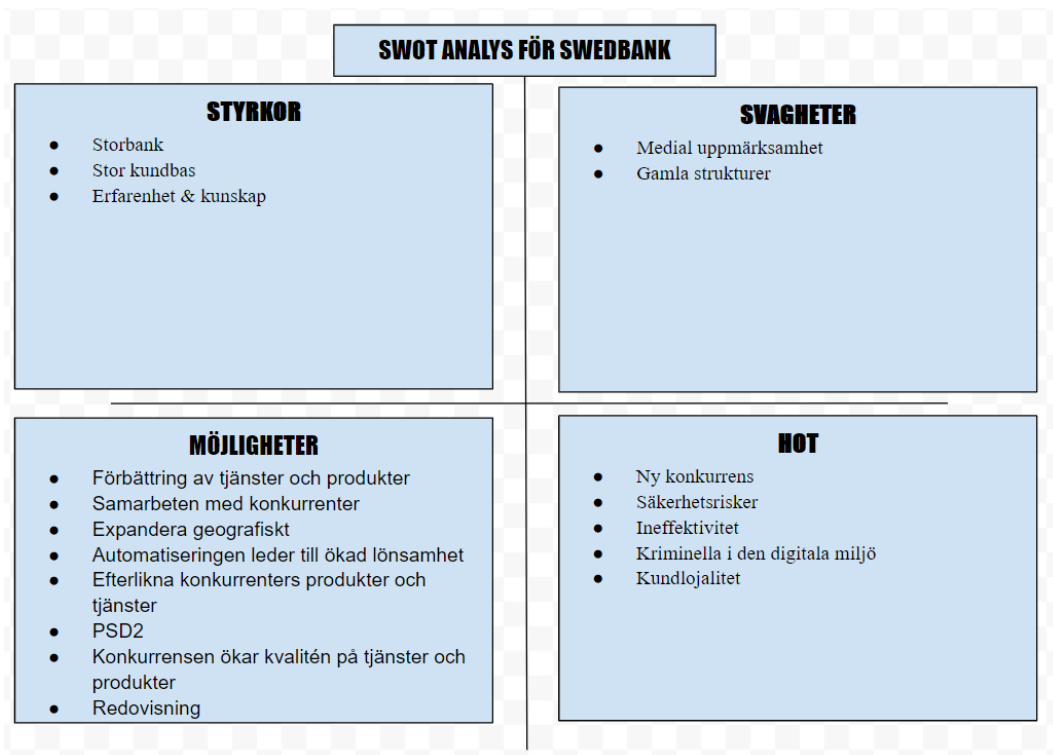 SWOT ANALYS FÖR SWEDBANK
STYRKOR
● Storbank
● Stor kundbas
● Erfarenhet & kunskap
SVAGHETER
● Medial uppmärksamhet
● Gamla strukturer
MÖJLIGHETER
● Förbättring av tjänster och produkter
● Samarbeten med konkurrenter
● Expandera geografiskt
● Automatiseringen leder till ökad lönsamhet
● Efterlikna konkurrenters produkter och
tjänster
● PSD2
● Konkurrensen ökar kvalitén på tjänster och
produkter
● Redovisning
HOT
● Ny konkurrens
● Säkerhetsrisker
● Ineffektivitet
● Kriminella i den digitala miljö
● Kundlojalitet